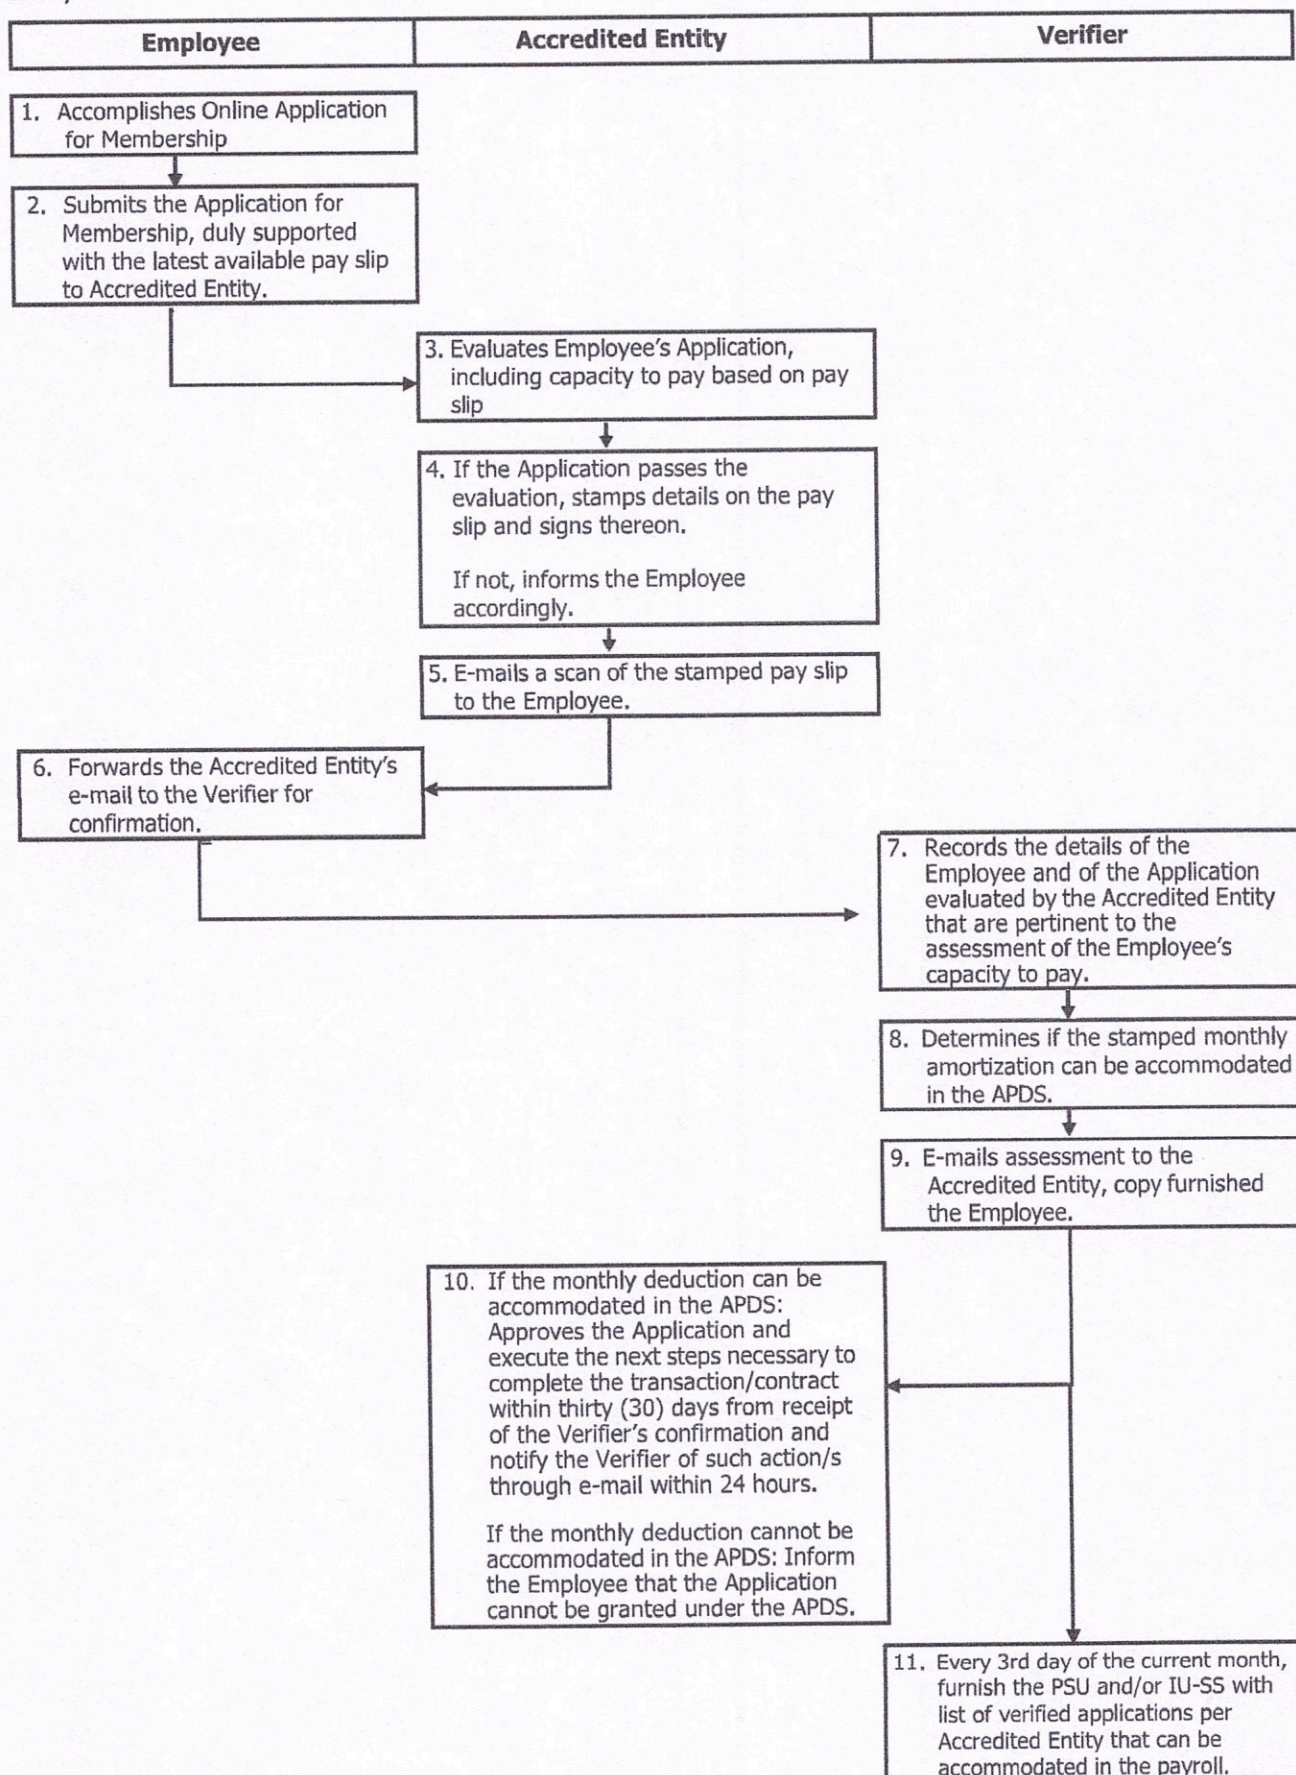 Employee
Accredited Entity
Verifier
1. Accomplishes Online Application
for Membership
2. Submits the Application for
Membership, duly supported
with the latest available pay slip
to Accredited Entity.
3. Evaluates Employee's Application,
including capacity to pay based on pay
slip
4. If the Application passes the
evaluation, stamps details on the pay
slip and signs thereon.
If not, informs the Employee
accordingly.
5. E-mails a scan of the stamped pay slip
to the Employee.
6. Forwards the Accredited Entity's
e-mail to the Verifier for
confirmation.
7. Records the details of the
Employee and of the Application
evaluated by the Accredited Entity
that are pertinent to the
assessment of the Employee's
capacity to pay.
8. Determines if the stamped monthly
amortization can be accommodated
in the APDS.
9. E-mails assessment to the
Accredited Entity, copy furnished
the Employee.
10. If the monthly deduction can be
accommodated in the APDS:
Approves the Application and
execute the next steps necessary to
complete the transaction/contract
within thirty (30) days from receipt
of the Verifier's confirmation and
notify the Verifier of such action/s
through e-mail within 24 hours.
If the monthly deduction cannot be
accommodated in the APDS: Inform
the Employee that the Application
cannot be granted under the APDS.
11. Every 3rd day of the current month,
furnish the PSU and/or IU-SS with
list of verified applications per
Accredited Entity that can be
accommodated in the payroll.